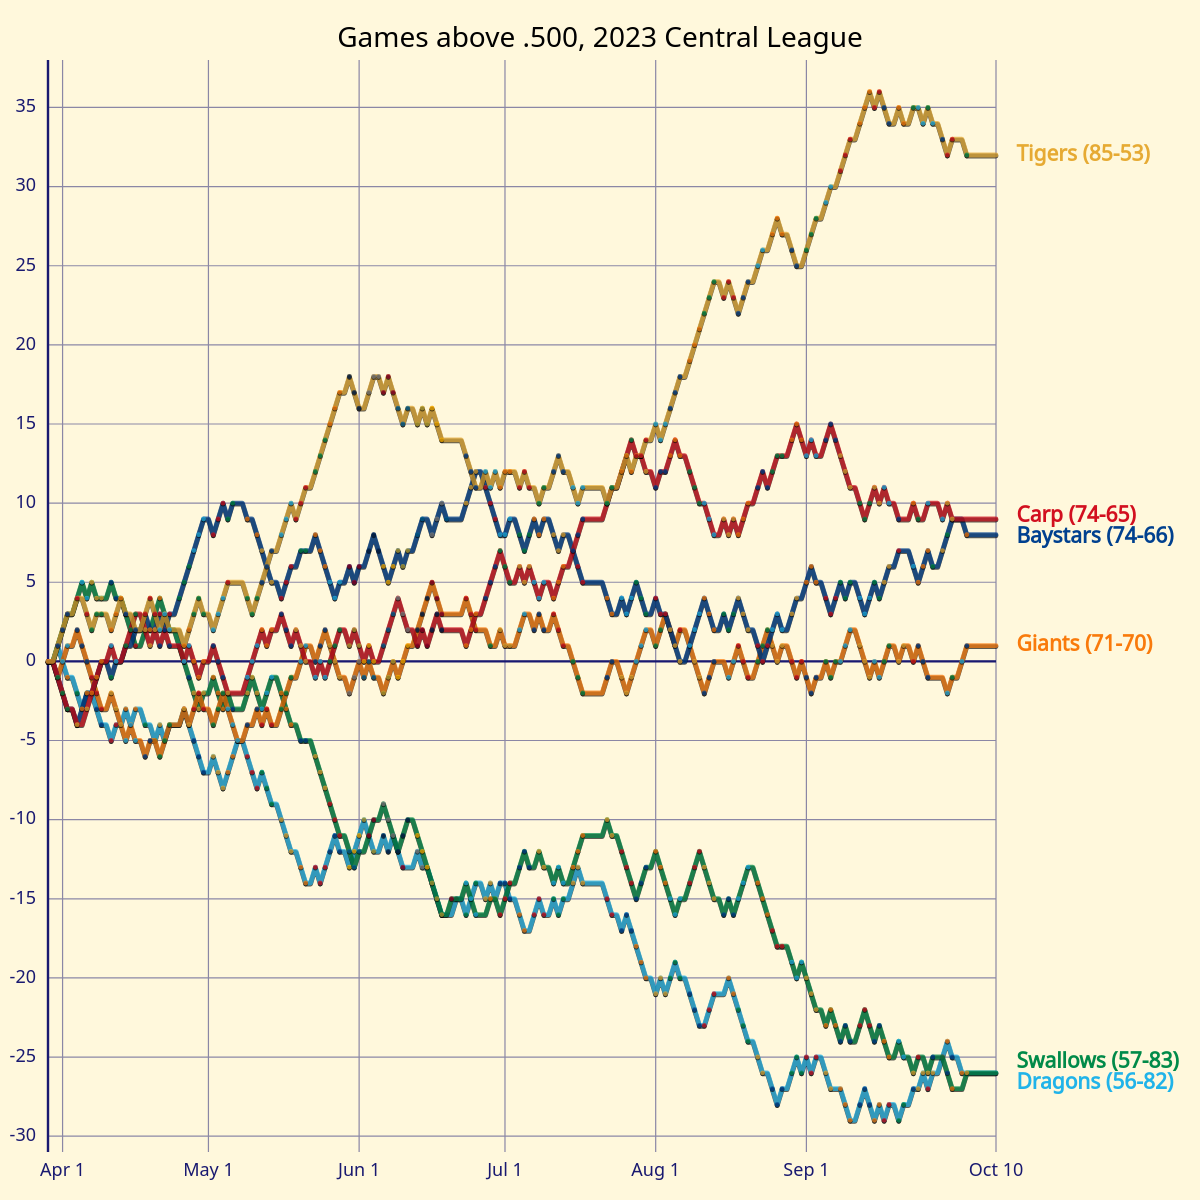 Games above .500, 2023 Central League
35
30
25
20
15
10
5
0
-5
-10
-15
-20
-25
-30
Tigers (85-53)
Carp (74-65)
Baystars (74-66)
Giants (71-70)
Swallows (57-83)
Dragons (56-82)
Apr 1 May 1 Jun 1 Jul 1 Aug 1 Sep 1 Oct 10